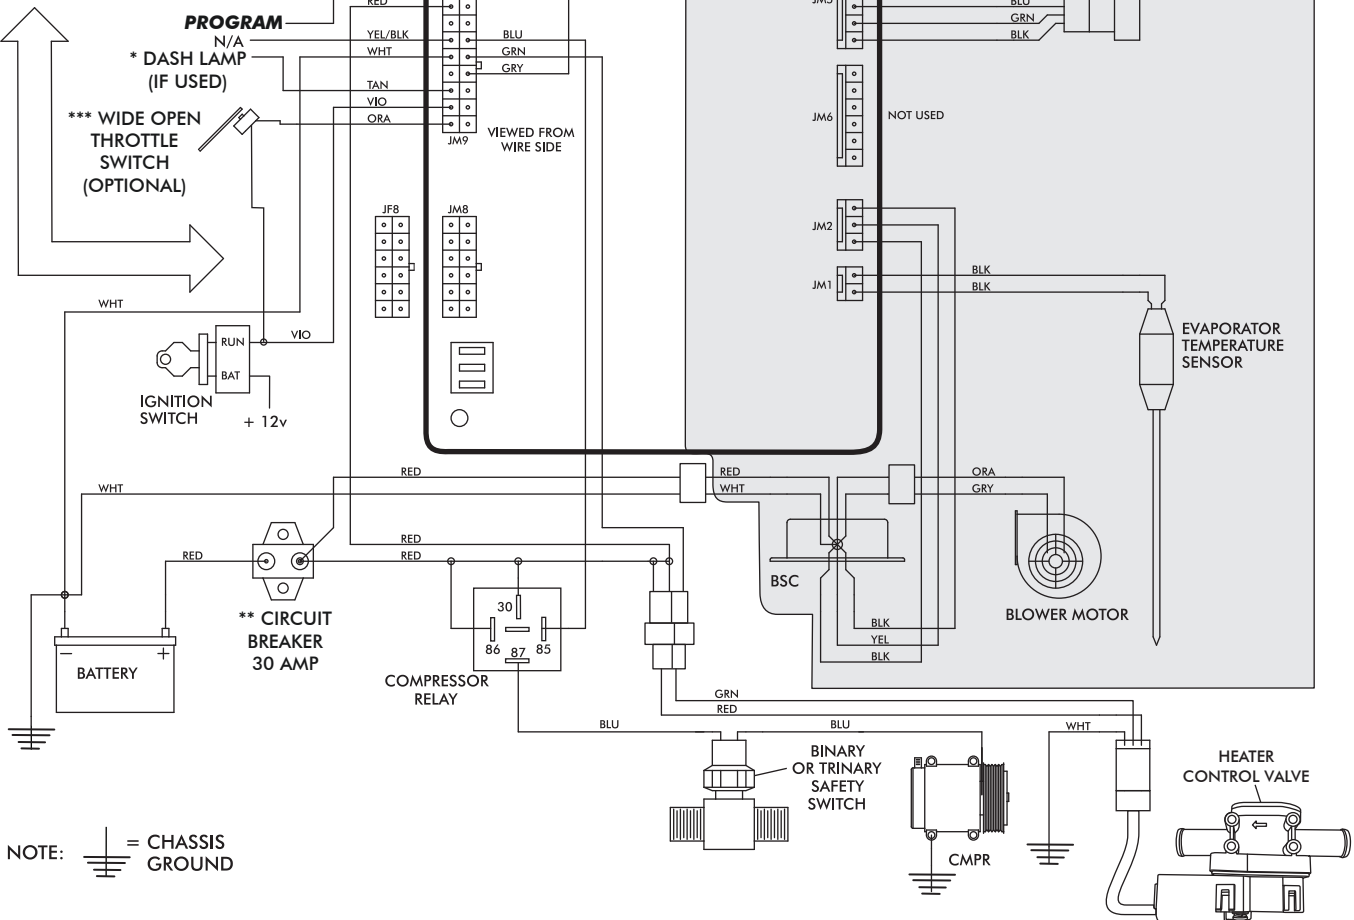 RED
PROGRAM
N/A
YEL/BLK
BLU
* DASH LAMP
(IF USED)
WHT
GRN
GRY
TAN
VIO
ORA
*** WIDE OPEN
THROTTLE
SWITCH
(OPTIONAL)
JM9
VIEWED FROM
WIRE SIDE
BLU
GRN
BLK
JM6
NOT USED
JF8
JM8
JM2
JM1
BLK
BLK
EVAPORATOR
TEMPERATURE
SENSOR
WHT
RUN
VIO
BAT
IGNITION
SWITCH
+ 12v
RED
WHT
RED
WHT
ORA
GRY
RED
RED
RED
BSC
BLOWER MOTOR
** CIRCUIT
BREAKER
30 AMP
30
86
87
85
COMPRESSOR
RELAY
BLK
YEL
BLK
−
+
BATTERY
GRN
RED
BLU
BLU
WHT
BINARY
OR TRINARY
SAFETY
SWITCH
CMPR
HEATER
CONTROL VALVE
NOTE:
= CHASSIS
GROUND